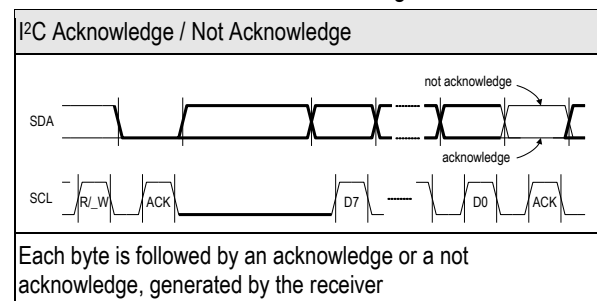 I²C Acknowledge / Not Acknowledge
not acknowledge
SDA
acknowledge
SCL R/_W ACK D7 D0 ACK
Each byte is followed by an acknowledge or a not
acknowledge, generated by the receiver